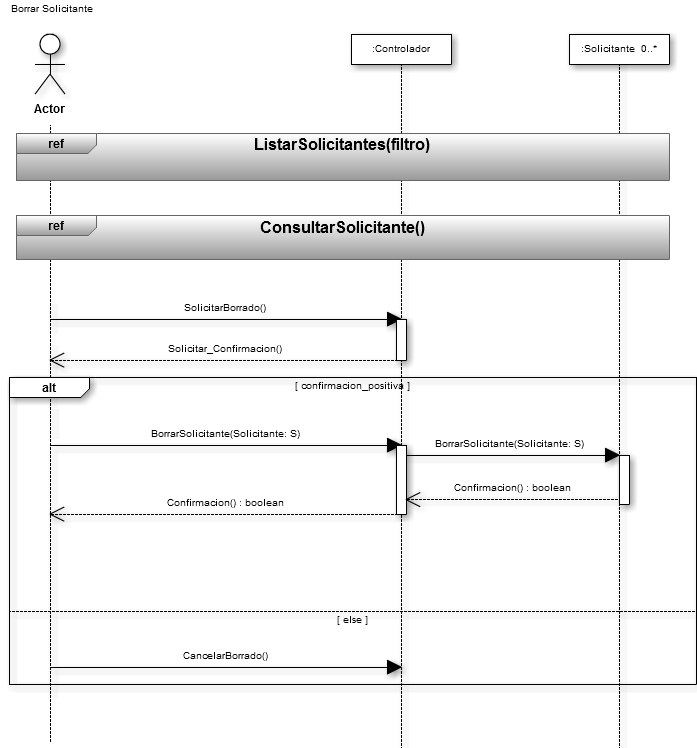 Borrar Solicitante
:Controlador
:Solicitante 0..*
Actor
ref
ListarSolicitantes(filtro)
ref
ConsultarSolicitante()
SolicitarBorrado()
Solicitar_Confirmacion()
alt
[ confirmacion_positiva ]
BorrarSolicitante(Solicitante: S)
BorrarSolicitante(Solicitante: S)
Confirmacion() : boolean
Confirmacion() : boolean
[ else ]
CancelarBorrado()